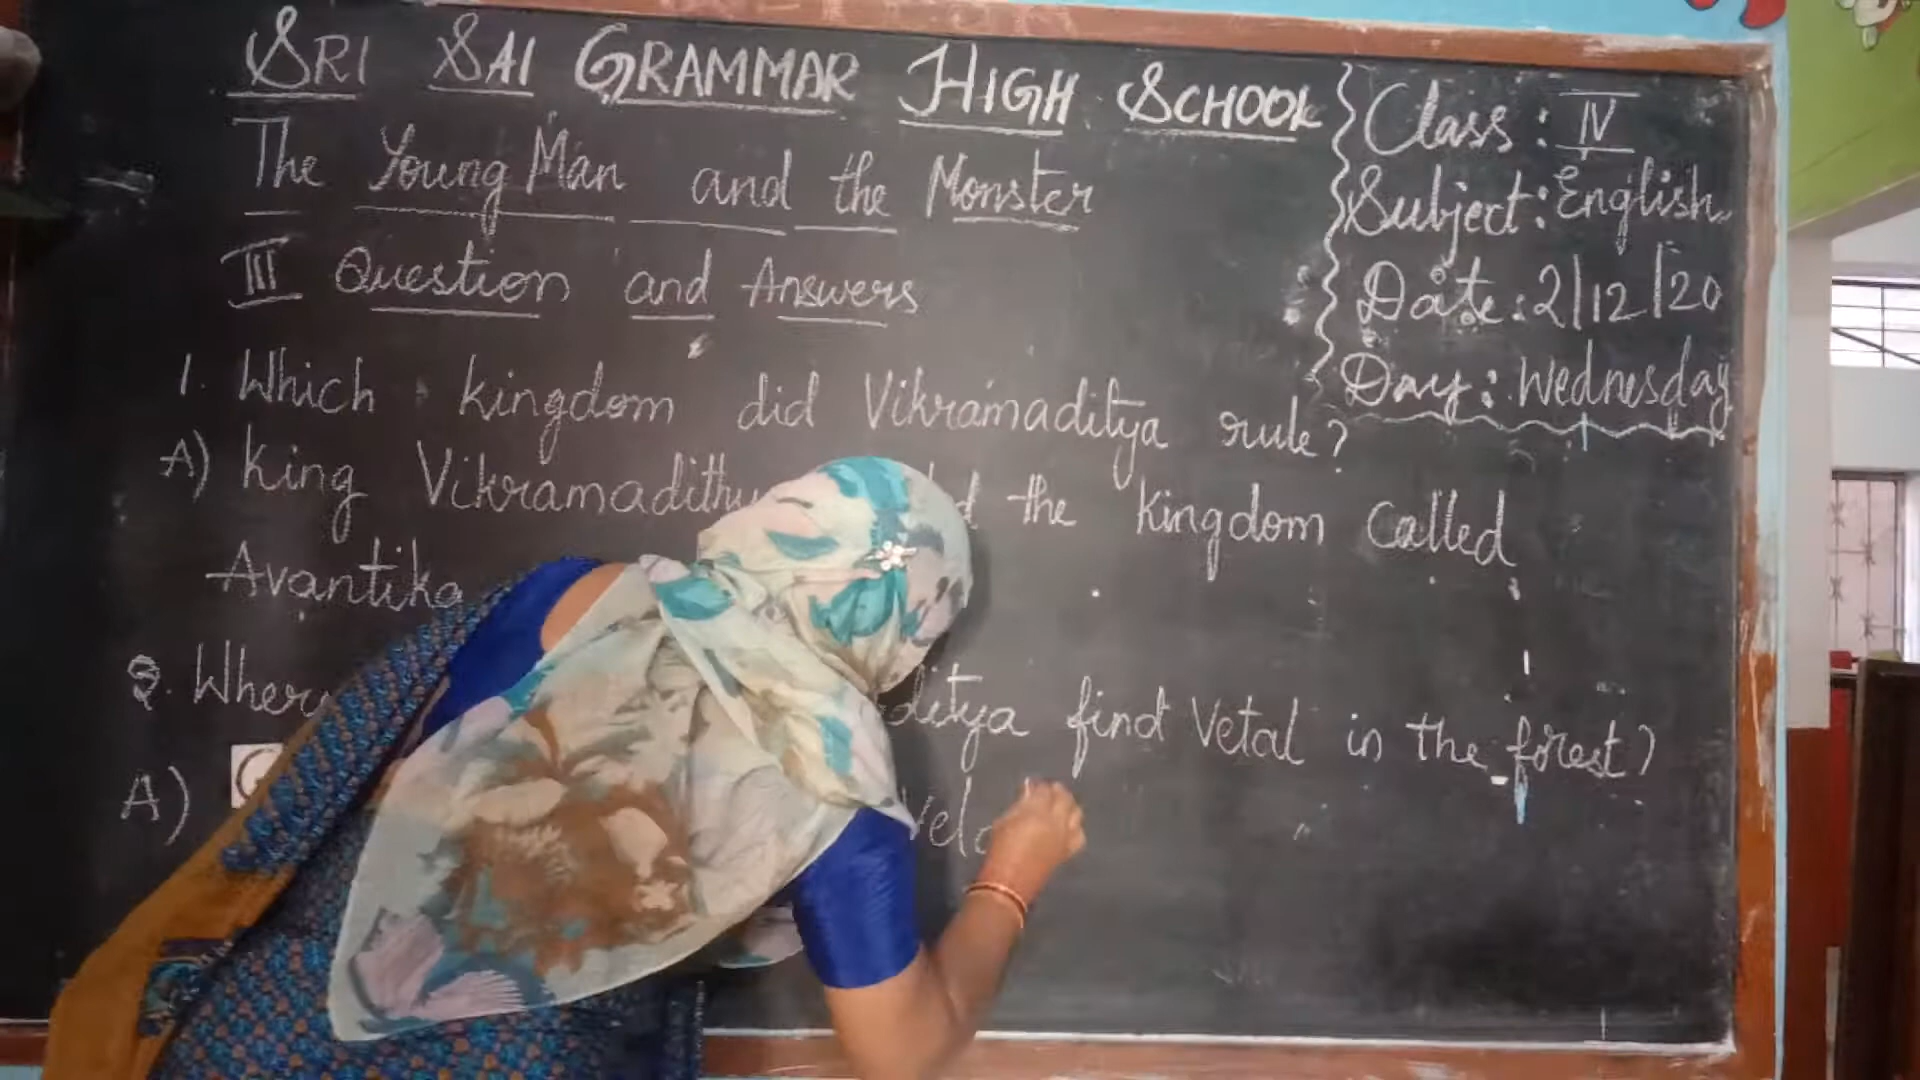 SRI SAI GRAMMAR HIGH SCHOOL
Class: IV
The Young Man and the Monster
Subject: English
III Question and Answers
Date: 2/12/20
Day: Wednesday
1. Which kingdom did Vikramaditya rule?
A) King the kingdom called
Avantika
2. find Vetal in the forest?
A)